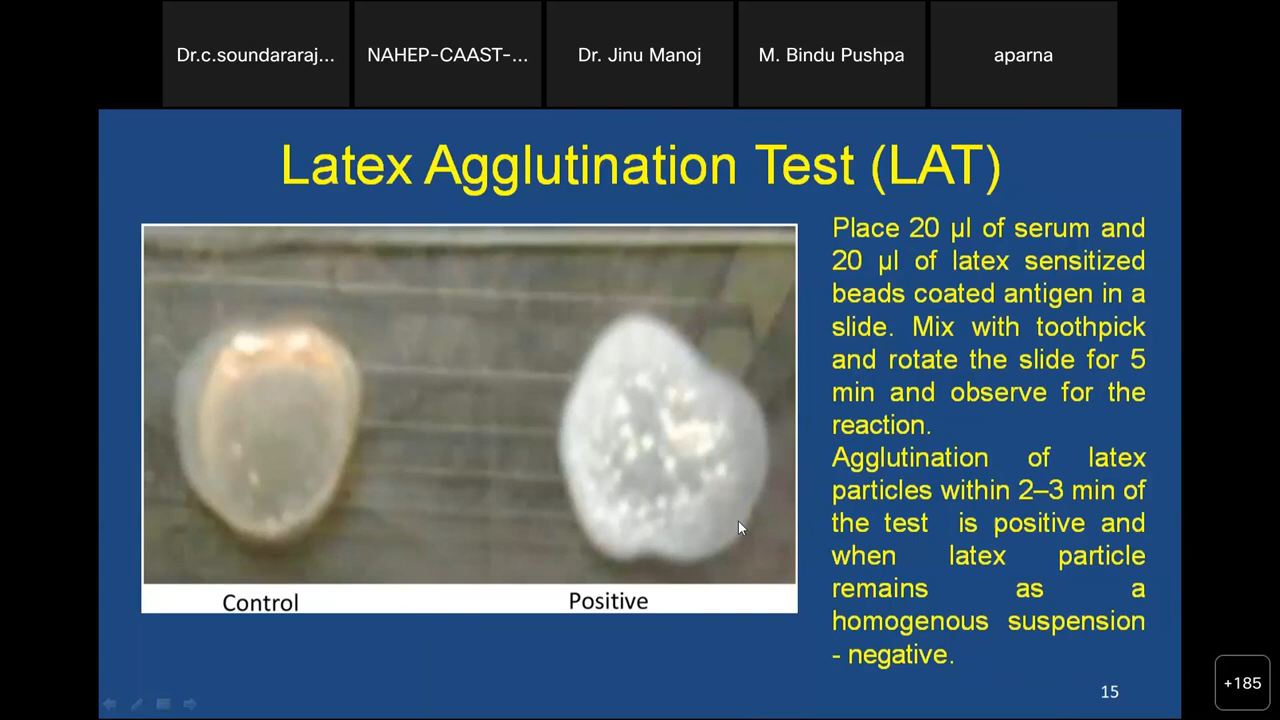 Dr.c.soundararaj...
NAHEP-CAAST-...
Dr. Jinu Manoj
M. Bindu Pushpa
aparna
Latex Agglutination Test (LAT)
Place 20 µl of serum and
20 µl of latex sensitized
beads coated antigen in a
slide. Mix with toothpick
and rotate the slide for 5
min and observe for the
reaction.
Agglutination of latex
particles within 2–3 min of
the test is positive and
when latex particle
remains as a
homogenous suspension
- negative.
Control
Positive
15
+185